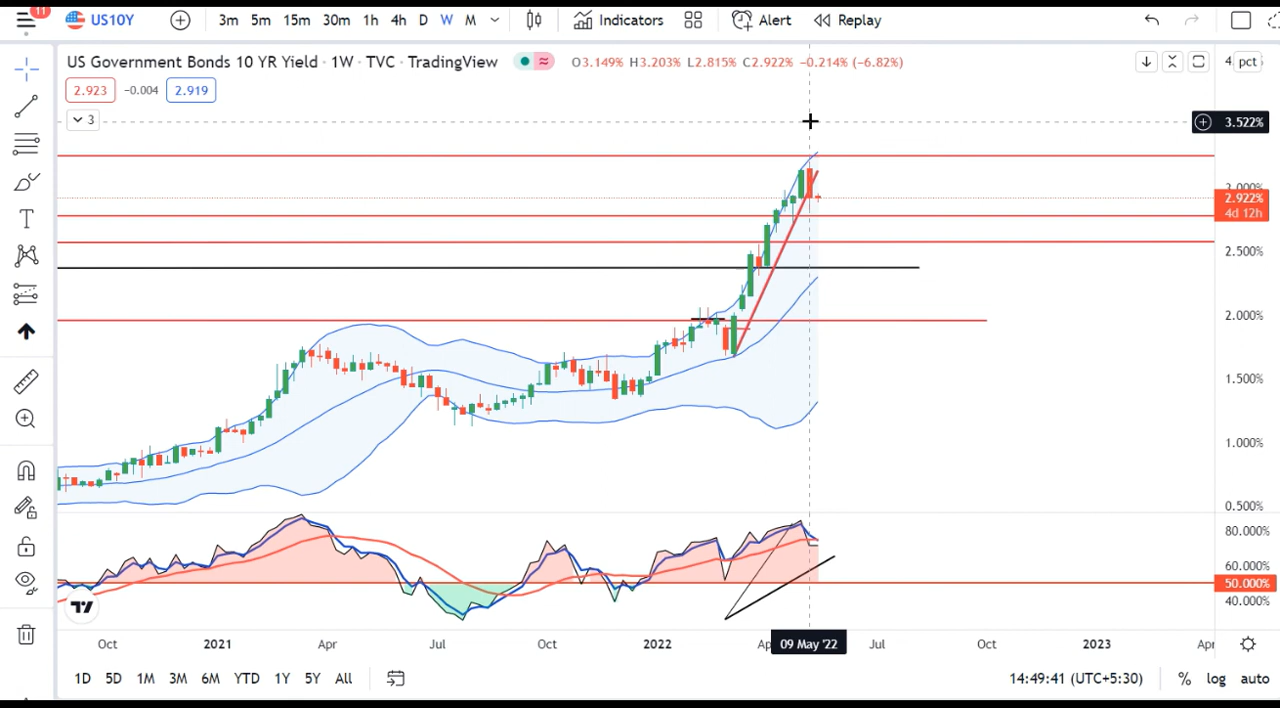 11
US10Y
3m 5m 15m 30m 1h 4h D W M Indicators Alert Replay
US Government Bonds 10 YR Yield · 1W · TVC · TradingView O3.149% H3.203% L2.815% C2.922% −0.214% (−6.82%)
4. pct
2.923 −0.004 2.919
3
3.522%
3.000%
2.922%
4d 12h
2.500%
2.000%
1.500%
1.000%
0.500%
80.000%
60.000%
50.000%
40.000%
Oct 2021 Apr Jul Oct 2022 Ap 09 May '22 Jul Oct 2023 Apr
1D 5D 1M 3M 6M YTD 1Y 5Y All 14:49:41 (UTC+5:30) % log auto